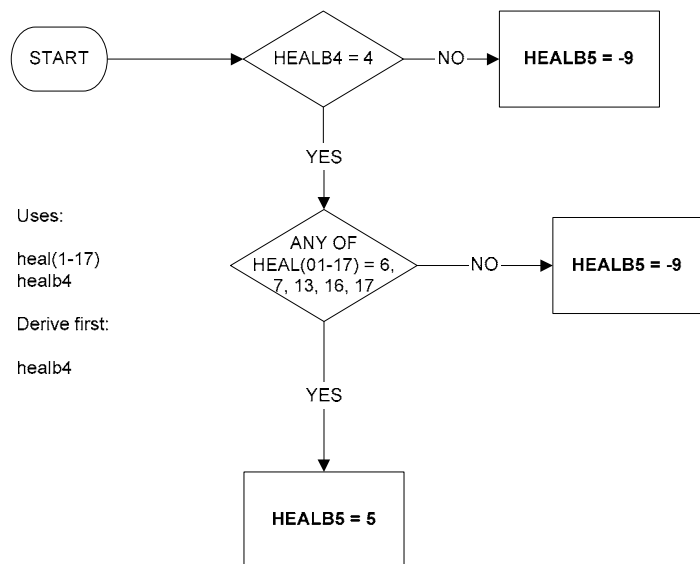 START
HEALB4 = 4
NO
HEALB5 = -9
YES
Uses:
heal(1-17)
healb4
Derive first:
healb4
ANY OF
HEAL(01-17) = 6,
7, 13, 16, 17
NO
HEALB5 = -9
YES
HEALB5 = 5